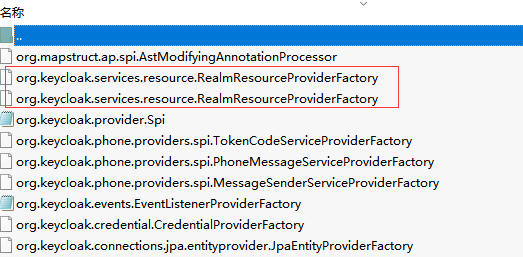 名称
..
org.mapstruct.ap.spi.AstModifyingAnnotationProcessor
org.keycloak.services.resource.RealmResourceProviderFactory
org.keycloak.services.resource.RealmResourceProviderFactory
org.keycloak.provider.Spi
org.keycloak.phone.providers.spi.TokenCodeServiceProviderFactory
org.keycloak.phone.providers.spi.PhoneMessageServiceProviderFactory
org.keycloak.phone.providers.spi.MessageSenderServiceProviderFactory
org.keycloak.events.EventListenerProviderFactory
org.keycloak.credential.CredentialProviderFactory
org.keycloak.connections.jpa.entityprovider.JpaEntityProviderFactory